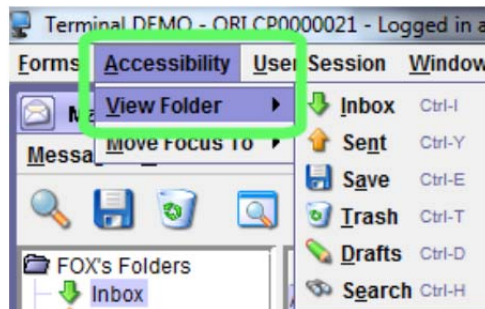 Terminal DEMO - ORI CP0000021 - Logged in a
Forms Accessibility User Session Window
View Folder Inbox Ctrl-I
Move Focus To Sent Ctrl-Y
Messa
Save Ctrl-E
Trash Ctrl-T
Drafts Ctrl-D
FOX's Folders
Search Ctrl-H
Inbox